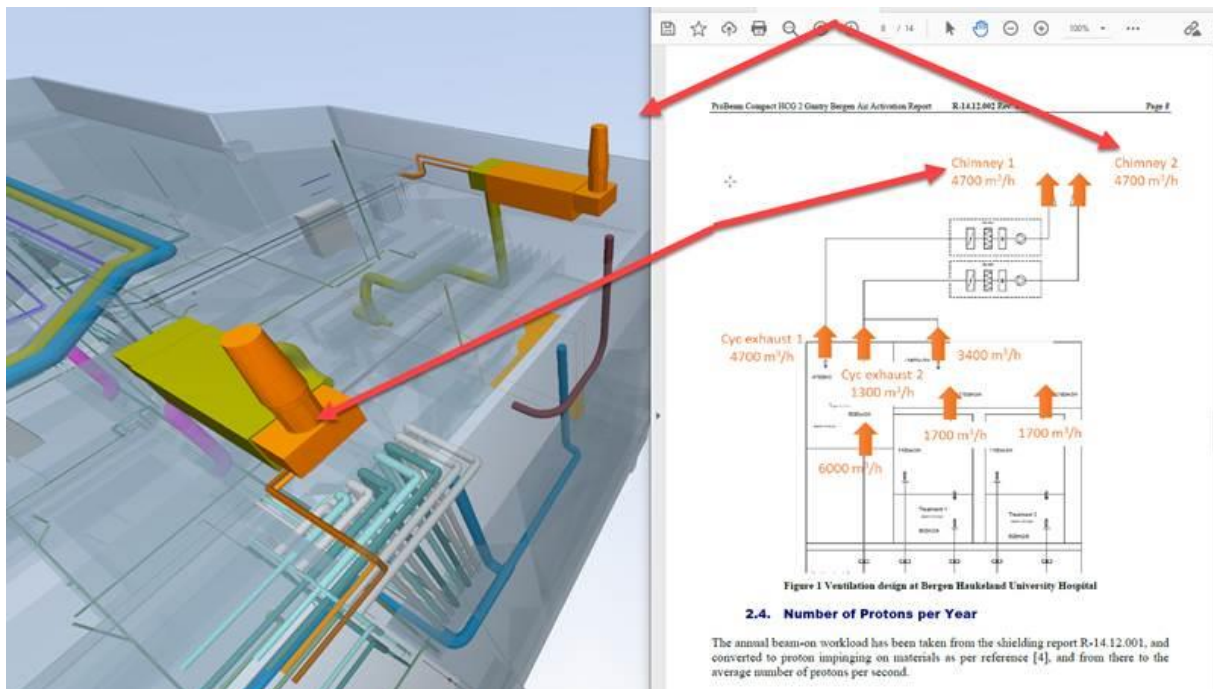 8 / 14
100%
ProBeam Compact HCG 2 Gantry Bergen Air Activation Report R-14.12.002 Page 8
Chimney 1
4700 m³/h
Chimney 2
4700 m³/h
Cyc exhaust 1
4700 m³/h
3400 m³/h
Cyc exhaust 2
1300 m³/h
1700 m³/h
1700 m³/h
6000 m³/h
Treatment 1
Treatment 2
Figure 1 Ventilation design at Bergen Haukeland University Hospital
2.4. Number of Protons per Year
The annual beam-on workload has been taken from the shielding report R-14.12.001, and
converted to proton impinging on materials as per reference [4], and from there to the
average number of protons per second.